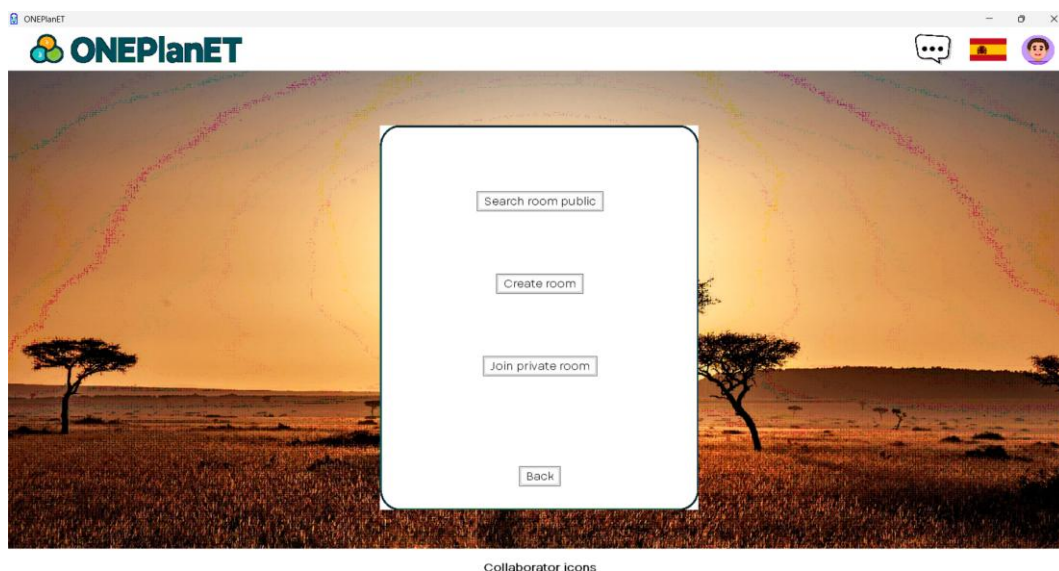 ONEPlanET
ONEPlanET
Search room public
Create room
Join private room
Back
Collaborator icons